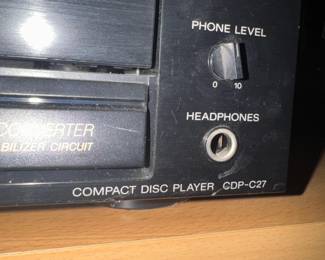 PHONE LEVEL
0 10
HEADPHONES
CONVERTER
BILIZER CIRCUIT
COMPACT DISC PLAYER CDP-C27